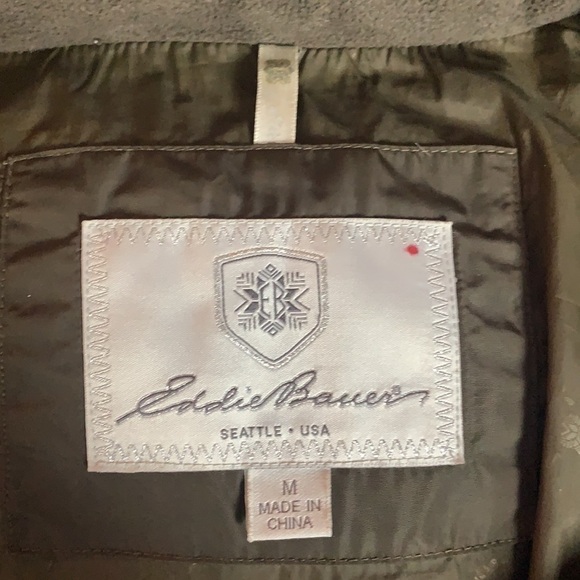 EB
Eddie Bauer®
SEATTLE • USA
M
MADE IN
CHINA